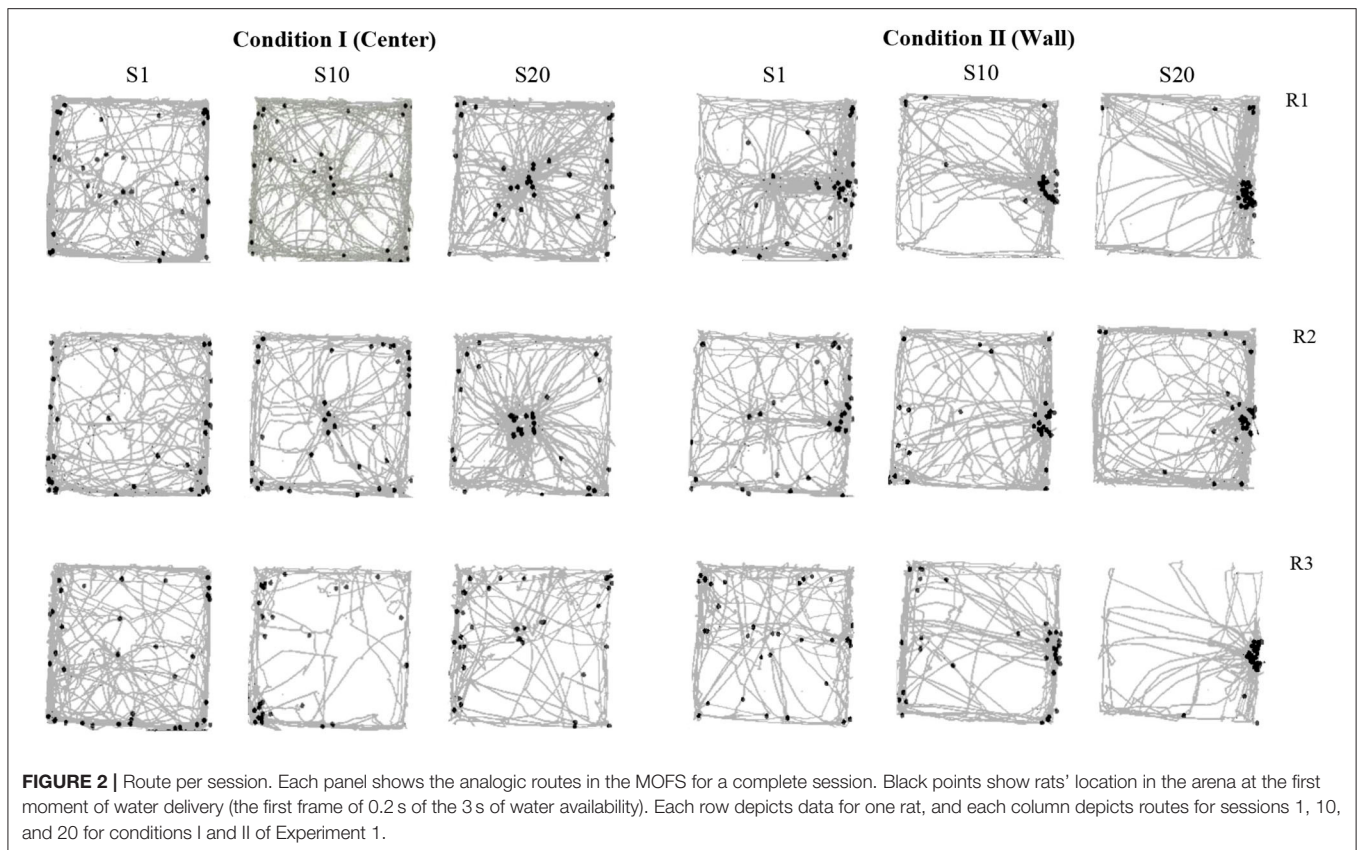 Condition I (Center) Condition II (Wall)
S1 S10 S20 S1 S10 S20
R1
R2
R3
FIGURE 2 | Route per session. Each panel shows the analogic routes in the MOFS for a complete session. Black points show rats' location in the arena at the first
moment of water delivery (the first frame of 0.2 s of the 3 s of water availability). Each row depicts data for one rat, and each column depicts routes for sessions 1, 10,
and 20 for conditions I and II of Experiment 1.